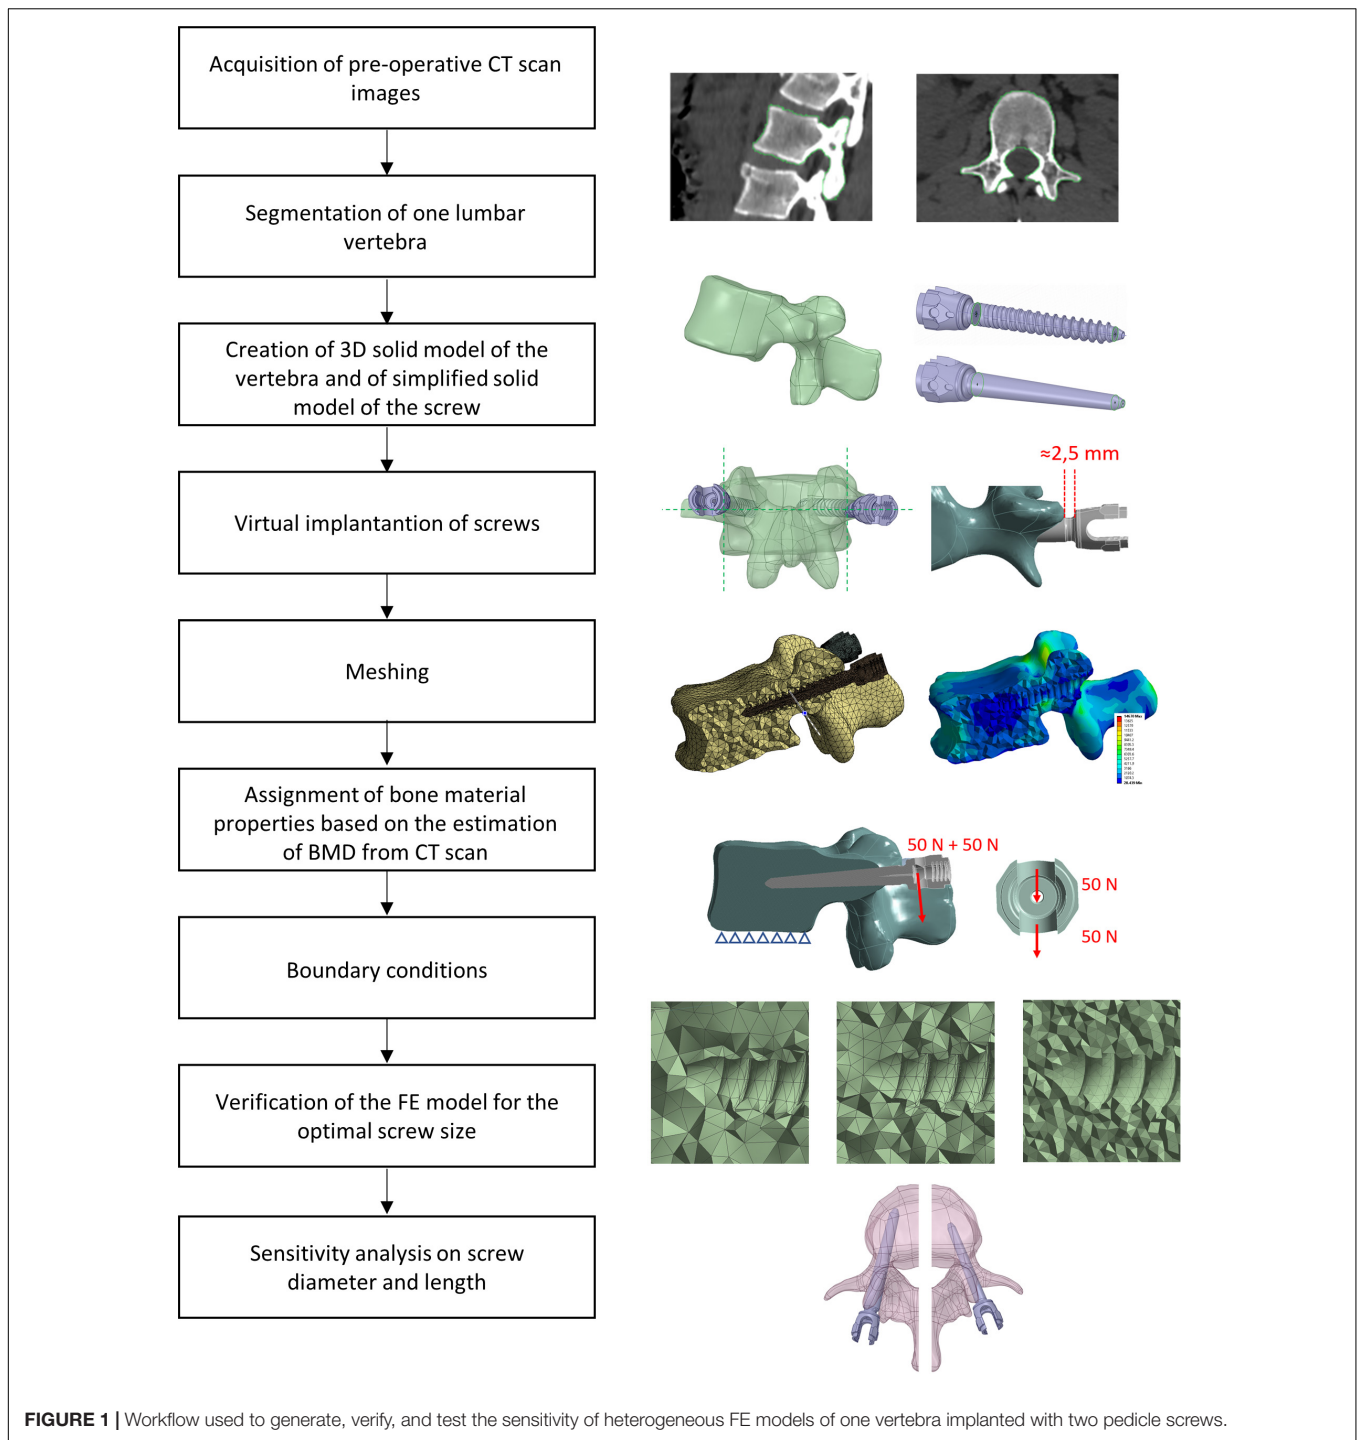 Acquisition of pre-operative CT scan
images
Segmentation of one lumbar
vertebra
Creation of 3D solid model of the
vertebra and of simplified solid
model of the screw
≈2,5 mm
Virtual implantantion of screws
Meshing
Assignment of bone material
properties based on the estimation
of BMD from CT scan
50 N + 50 N
50 N
50 N
Boundary conditions
Verification of the FE model for the
optimal screw size
Sensitivity analysis on screw
diameter and length
FIGURE 1 | Workflow used to generate, verify, and test the sensitivity of heterogeneous FE models of one vertebra implanted with two pedicle screws.